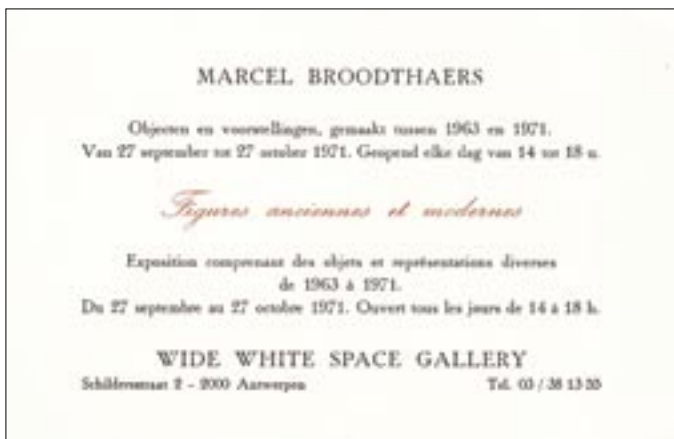 MARCEL BROODTHAERS
Objecten en voorstellingen, gemaakt tussen 1963 en 1971.
Van 27 september tot 27 october 1971. Geopend elke dag van 14 tot 18 u.
Figures anciennes et modernes
Exposition comprenant des objets et représentations diverses
de 1963 à 1971.
Du 27 septembre au 27 octobre 1971. Ouvert tous les jours de 14 à 18 h.
WIDE WHITE SPACE GALLERY
Schildersstraat 2 - 2000 Antwerpen Tel. 03 / 38 13 55